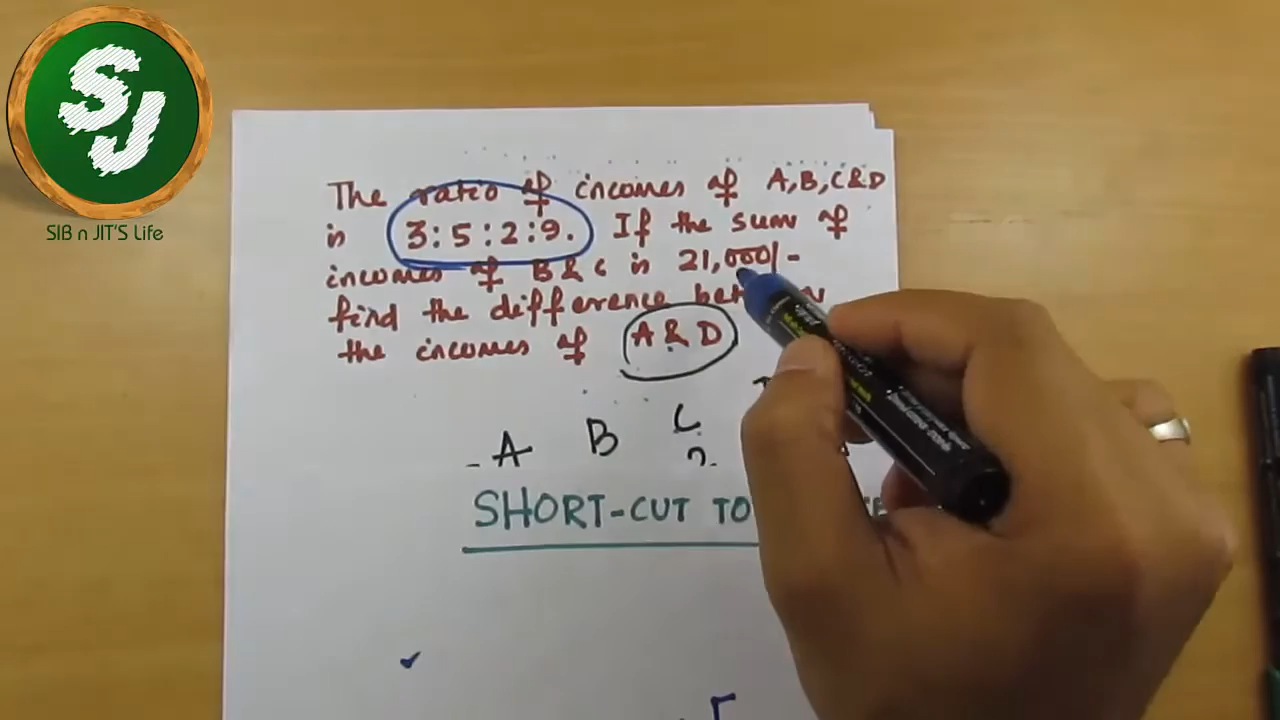 SJ
SIB n JIT'S Life
The ratio of incomes of A,B,C&D
is 3:5:2:9. If the sum of
incomes of B & C is 21,000/-
find the difference
the incomes of A & D
A B C
SHORT-CUT TO